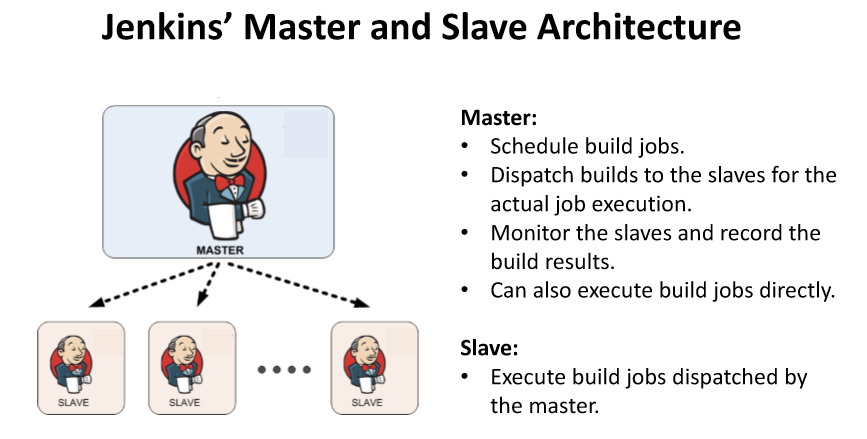 Jenkins’ Master and Slave Architecture
MASTER
SLAVE
SLAVE
SLAVE
Master:
• Schedule build jobs.
• Dispatch builds to the slaves for the
actual job execution.
• Monitor the slaves and record the
build results.
• Can also execute build jobs directly.
Slave:
• Execute build jobs dispatched by
the master.